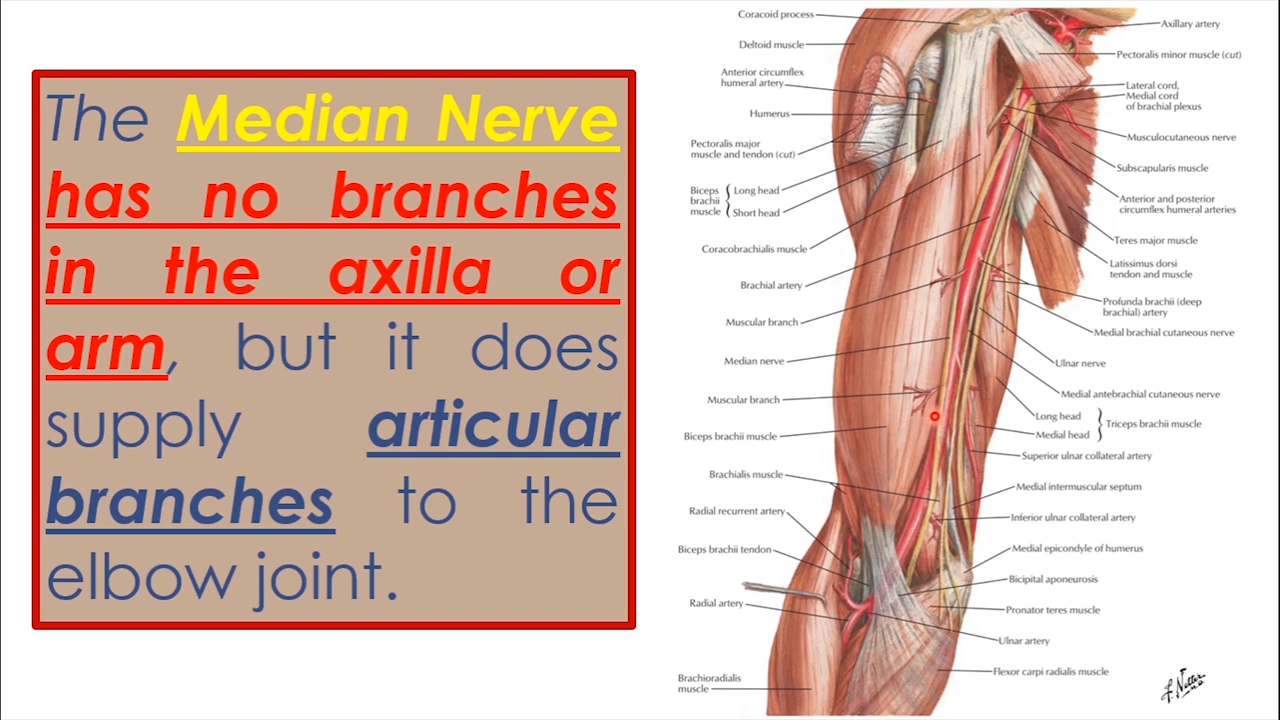 The Median Nerve
has no branches
in the axilla or
arm, but it does
supply articular
branches to the
elbow joint.
Coracoid process
Deltoid muscle
Anterior circumflex
humeral artery
Humerus
Pectoralis major
muscle and tendon (cut)
Biceps
brachii
muscle
Long head
Short head
Coracobrachialis muscle
Brachial artery
Muscular branch
Median nerve
Muscular branch
Biceps brachii muscle
Brachialis muscle
Radial recurrent artery
Biceps brachii tendon
Radial artery
Brachioradialis
muscle
Axillary artery
Pectoralis minor muscle (cut)
Lateral cord,
Medial cord
of brachial plexus
Musculocutaneous nerve
Subscapularis muscle
Anterior and posterior
circumflex humeral arteries
Teres major muscle
Latissimus dorsi
tendon and muscle
Profunda brachii (deep
brachial) artery
Medial brachial cutaneous nerve
Ulnar nerve
Medial antebrachial cutaneous nerve
Long head
Medial head
Triceps brachii muscle
Superior ulnar collateral artery
Medial intermuscular septum
Inferior ulnar collateral artery
Medial epicondyle of humerus
Bicipital aponeurosis
Pronator teres muscle
Ulnar artery
Flexor carpi radialis muscle
F. Netter